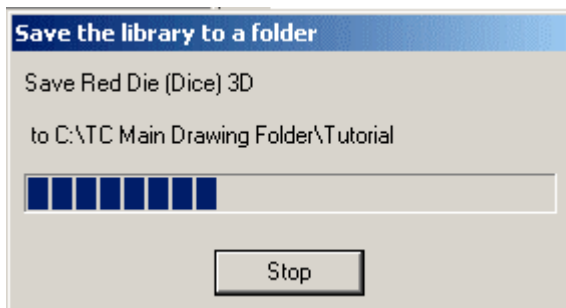 Save the library to a folder
Save Red Die (Dice) 3D
to C:\TC Main Drawing Folder\Tutorial
Stop